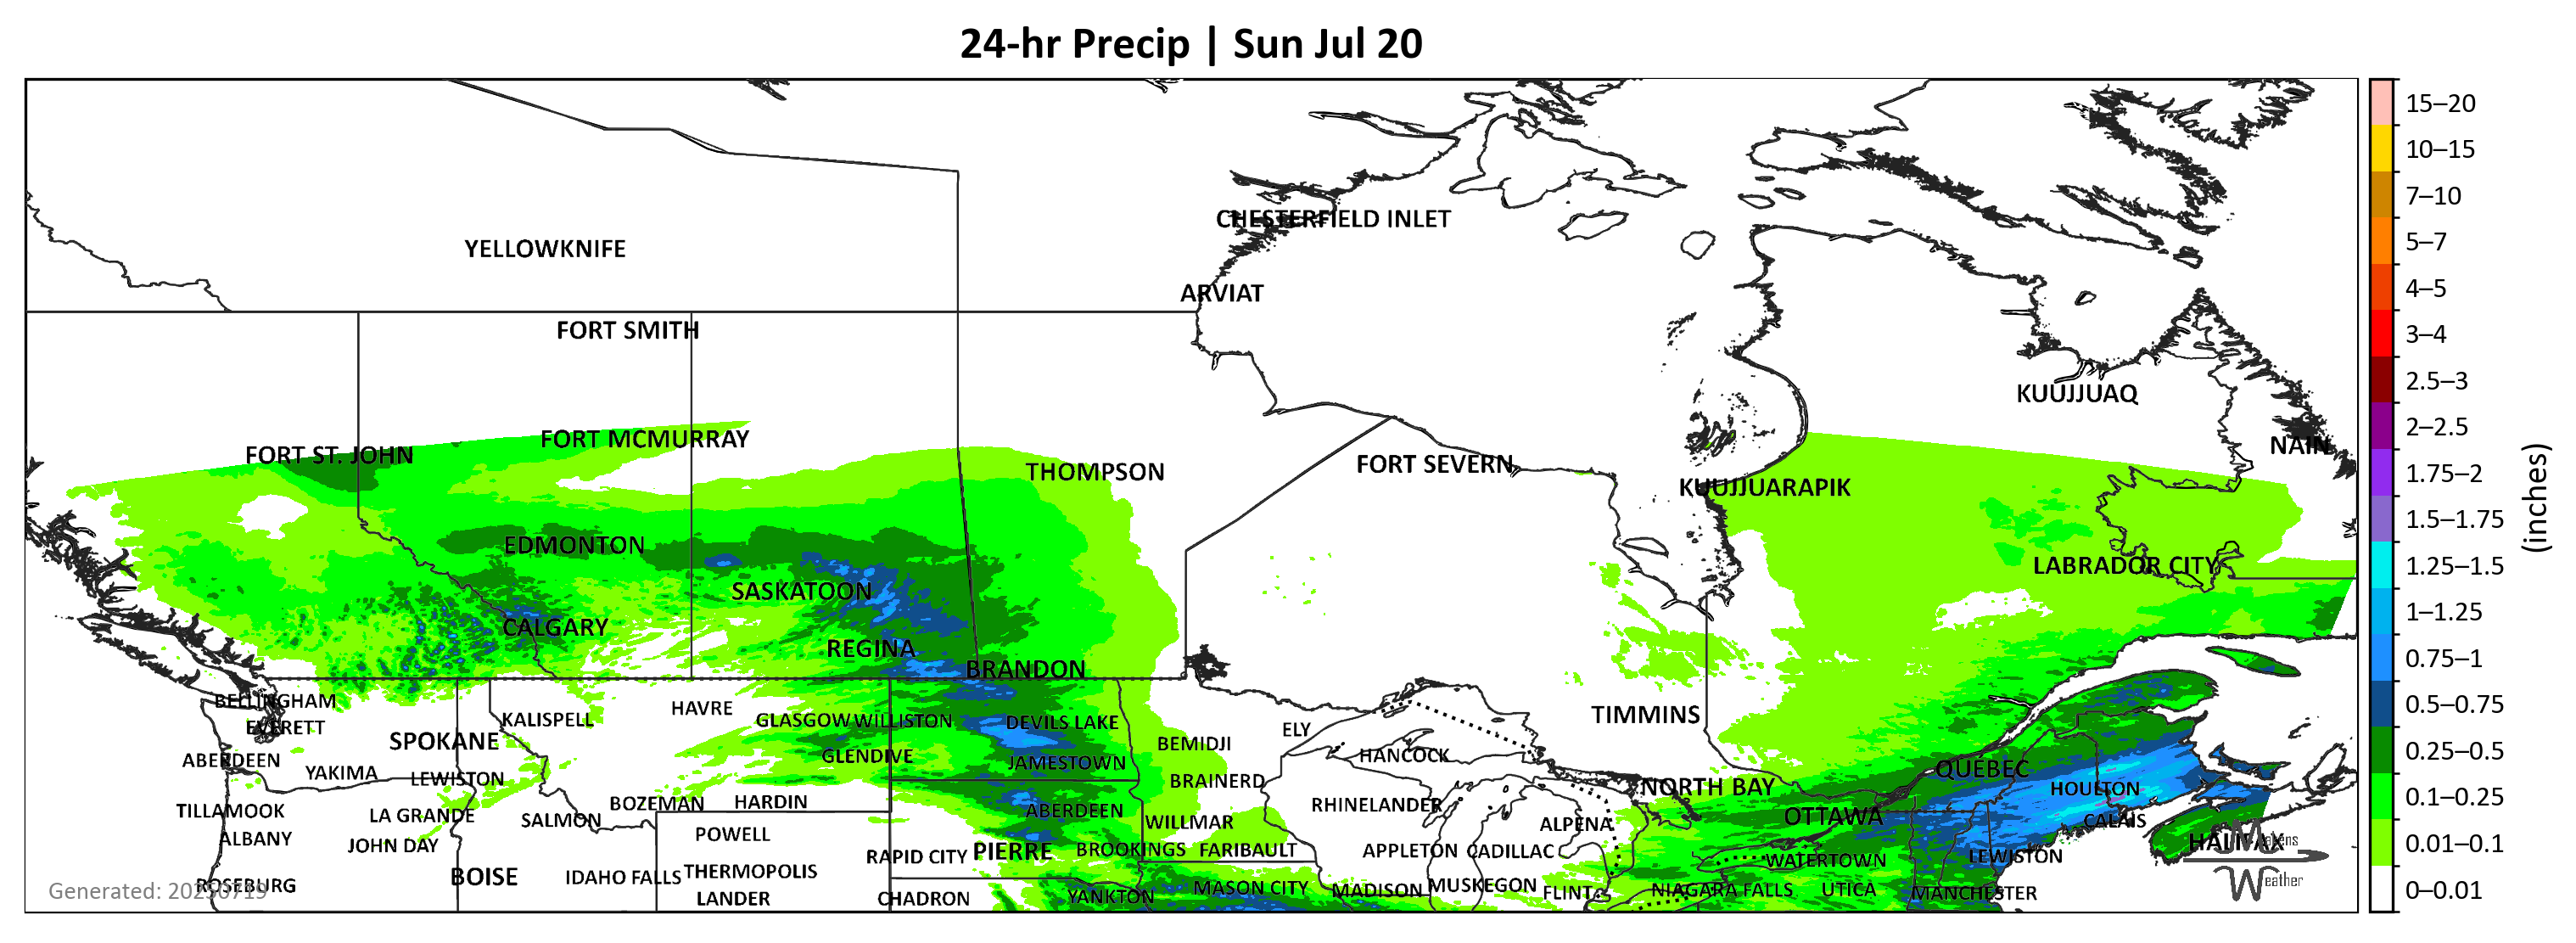 24-hr Precip | Sun Jul 20
CHESTERFIELD INLET
YELLOWKNIFE
ARVIAT
FORT SMITH
KUUJJUAQ
FORT ST. JOHN
FORT MCMURRAY
NAIN
THOMPSON
FORT SEVERN
KUUJJUARAPIK
EDMONTON
LABRADOR CITY
SASKATOON
CALGARY
REGINA
BRANDON
BELLINGHAM
EVERETT
KALISPELL
HAVRE
GLASGOW WILLISTON
DEVILS LAKE
TIMMINS
SPOKANE
BEMIDJI
ELY
ABERDEEN
GLENDIVE
JAMESTOWN
HANCOCK
QUÉBEC
YAKIMA
LEWISTON
BRAINERD
NORTH BAY
HOULTON
TILLAMOOK
LA GRANDE
BOZEMAN
HARDIN
ABERDEEN
RHINELANDER
SALMON
WILLMAR
ALPENA
OTTAWA
CALAIS
ALBANY
JOHN DAY
POWELL
PIERRE
BROOKINGS
FARIBAULT
APPLETON
CADILLAC
HALIFAX
Makens
RAPID CITY
WATERTOWN
LEWISTON
BOISE
IDAHO FALLS
THERMOPOLIS
Weather
Generated: 20250719
ROSEBURG
LANDER
CHADRON
YANKTON
MASON CITY
MADISON
MUSKEGON
FLINT
NIAGARA FALLS
UTICA
MANCHESTER
15–20
10–15
7–10
5–7
4–5
3–4
2.5–3
2–2.5
1.75–2
1.5–1.75
1.25–1.5
1–1.25
0.75–1
0.5–0.75
0.25–0.5
0.1–0.25
0.01–0.1
0–0.01
(inches)